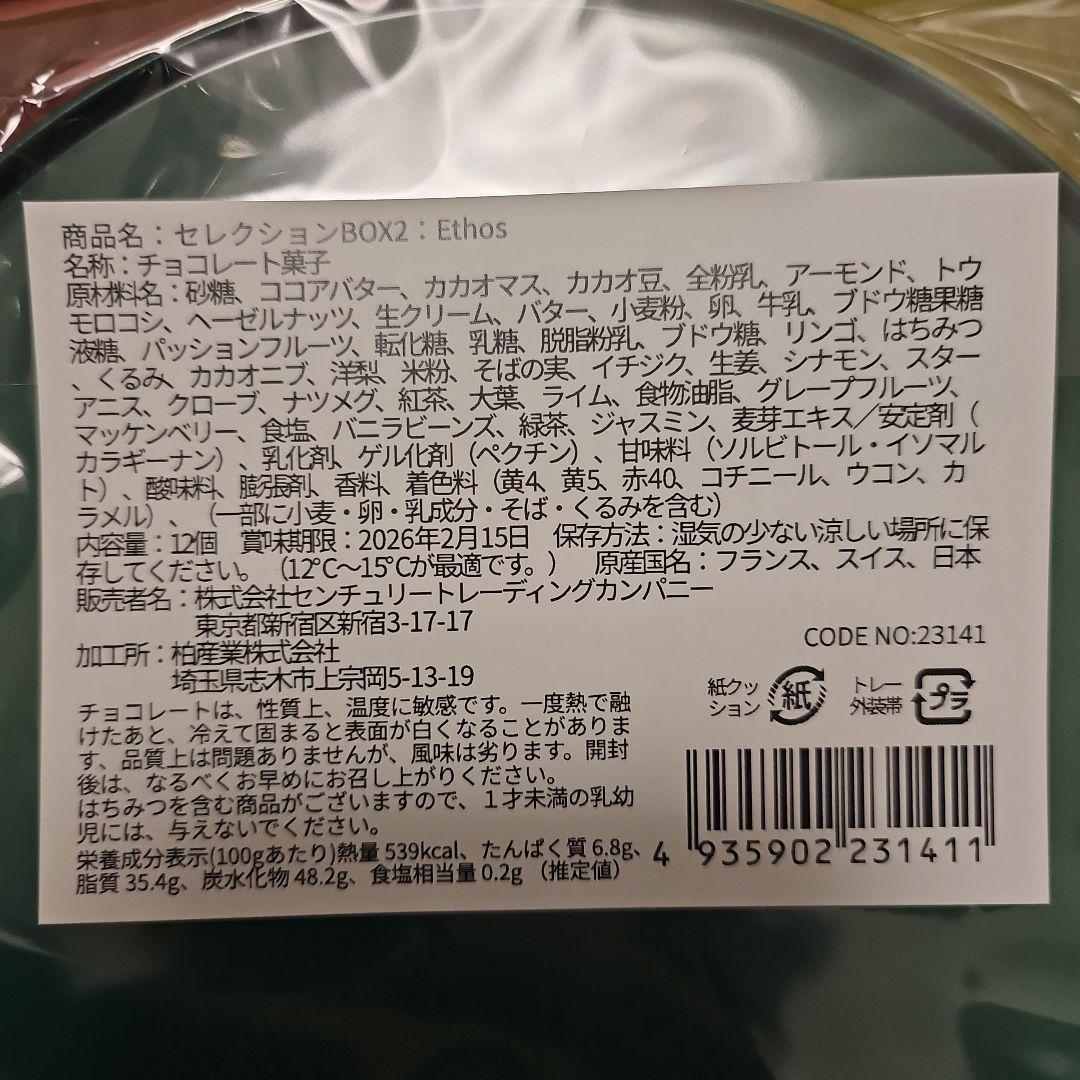 商品名：セレクションBOX2：Ethos
名称：チョコレート菓子
原材料名：砂糖、ココアバター、カカオマス、カカオ豆、全粉乳、アーモンド、トウ
モロコシ、ヘーゼルナッツ、生クリーム、バター、小麦粉、卵、牛乳、ブドウ糖果糖
液糖、パッションフルーツ、転化糖、乳糖、脱脂粉乳、ブドウ糖、リンゴ、はちみつ
、くるみ、カカオニブ、洋梨、米粉、そばの実、イチジク、生姜、シナモン、スター
アニス、クローブ、ナツメグ、紅茶、大葉、ライム、食物油脂、グレープフルーツ、
マッケンベリー、食塩、バニラビーンズ、緑茶、ジャスミン、麦芽エキス／安定剤（
カラギーナン）、乳化剤、ゲル化剤（ペクチン）、甘味料（ソルビトール・イソマル
ト）、酸味料、膨張剤、香料、着色料（黄4、黄5、赤40、コチニール、ウコン、カ
ラメル）、（一部に小麦・卵・乳成分・そば・くるみを含む）
内容量：12個　賞味期限：2026年2月15日　保存方法：湿気の少ない涼しい場所に保
存してください。（12℃～15℃が最適です。）　原産国名：フランス、スイス、日本
販売者名：株式会社センチュリートレーディングカンパニー
東京都新宿区新宿3-17-17
加工所：柏産業株式会社
埼玉県志木市上宗岡5-13-19
CODE NO:23141
紙クッ
ション
紙
トレー
外装帯
プラ
チョコレートは、性質上、温度に敏感です。一度熱で融
けたあと、冷えて固まると表面が白くなることがありま
す、品質上は問題ありませんが、風味は劣ります。開封
後は、なるべくお早めにお召し上がりください。
はちみつを含む商品がございますので、１才未満の乳幼
児には、与えないでください。
栄養成分表示(100gあたり)熱量 539kcal、たんぱく質 6.8g、
脂質 35.4g、炭水化物 48.2g、食塩相当量 0.2g （推定値）
4 935902 231411